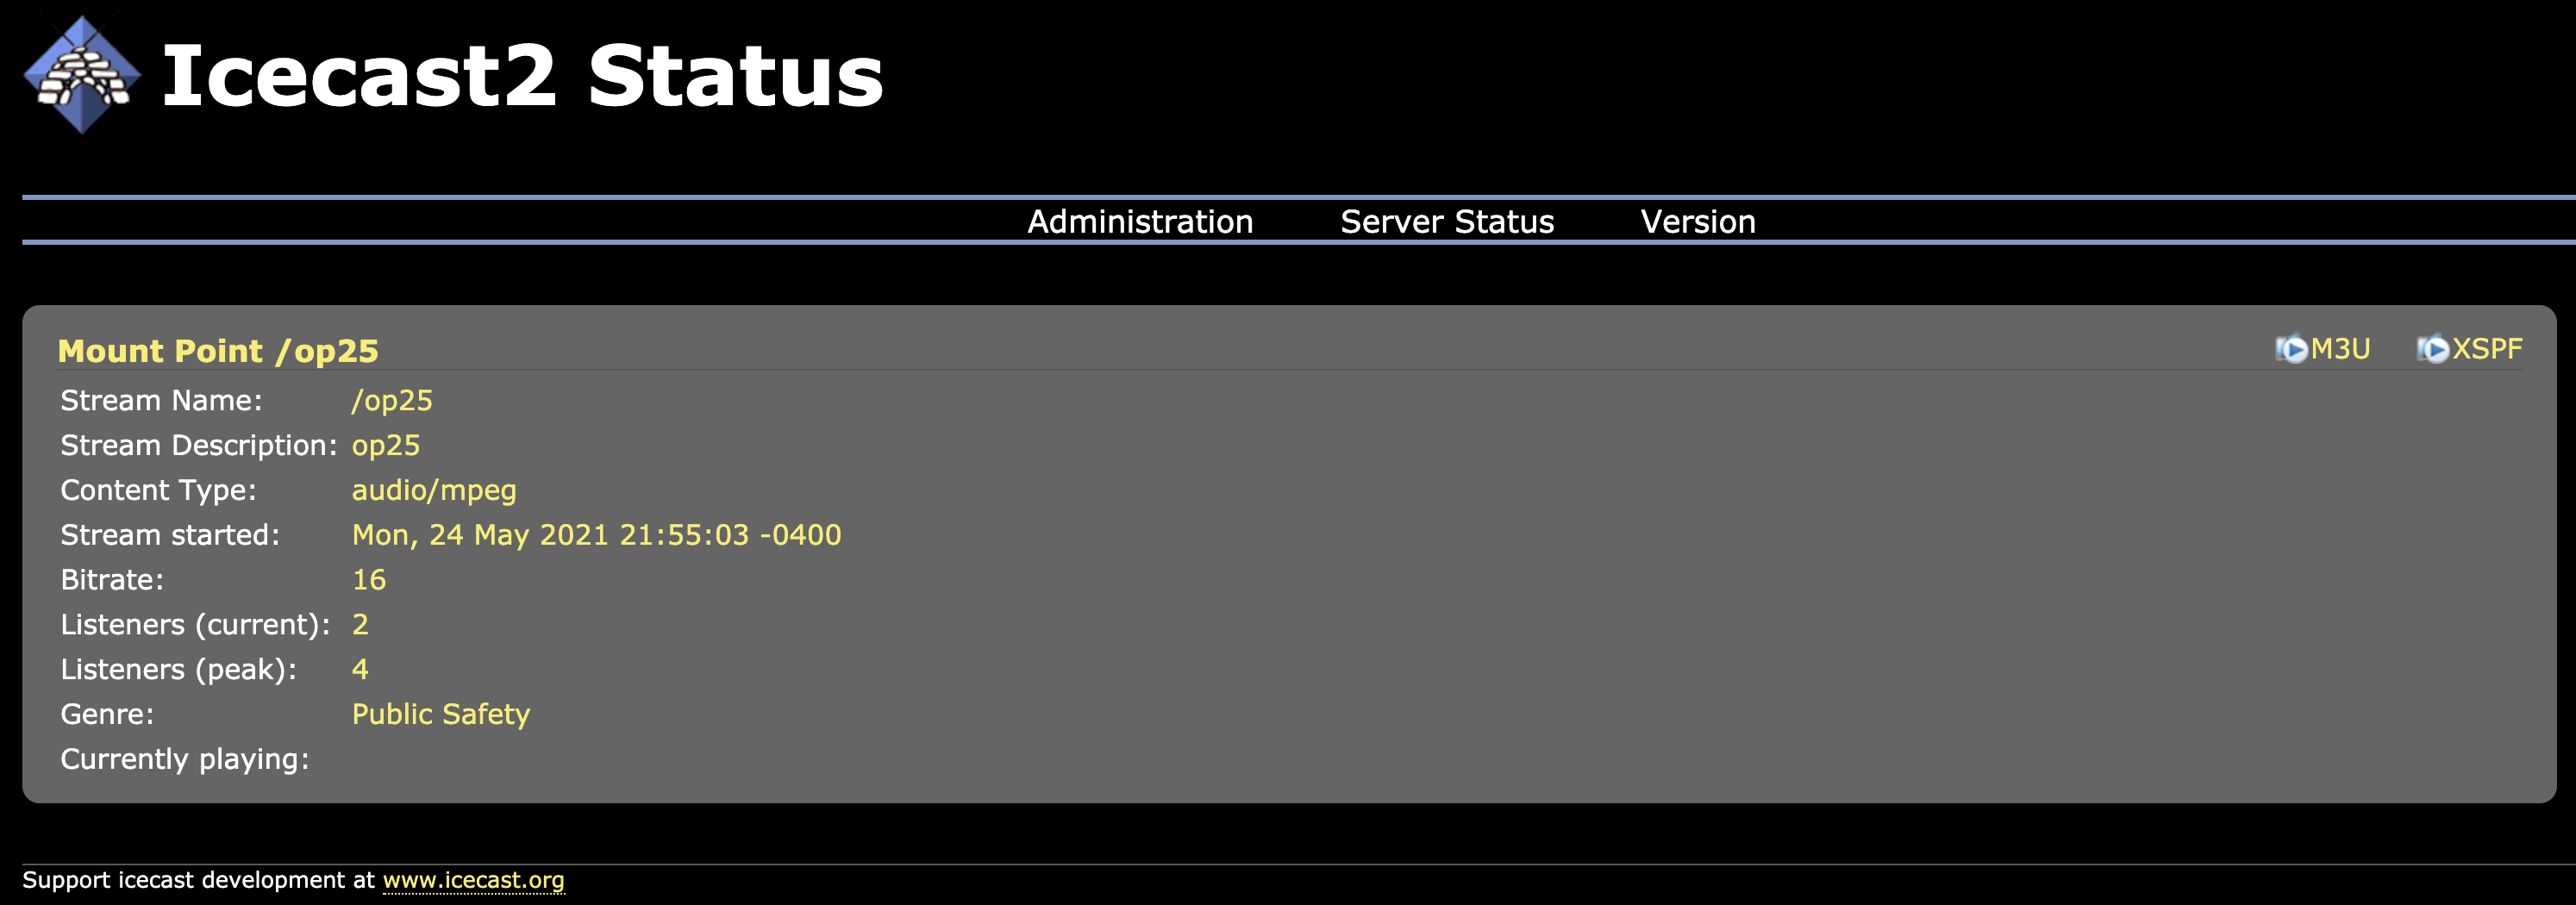 Icecast2 Status
Administration Server Status Version
Mount Point /op25 M3U XSPF
Stream Name: /op25
Stream Description: op25
Content Type: audio/mpeg
Stream started: Mon, 24 May 2021 21:55:03 -0400
Bitrate: 16
Listeners (current): 2
Listeners (peak): 4
Genre: Public Safety
Currently playing:
Support icecast development at www.icecast.org